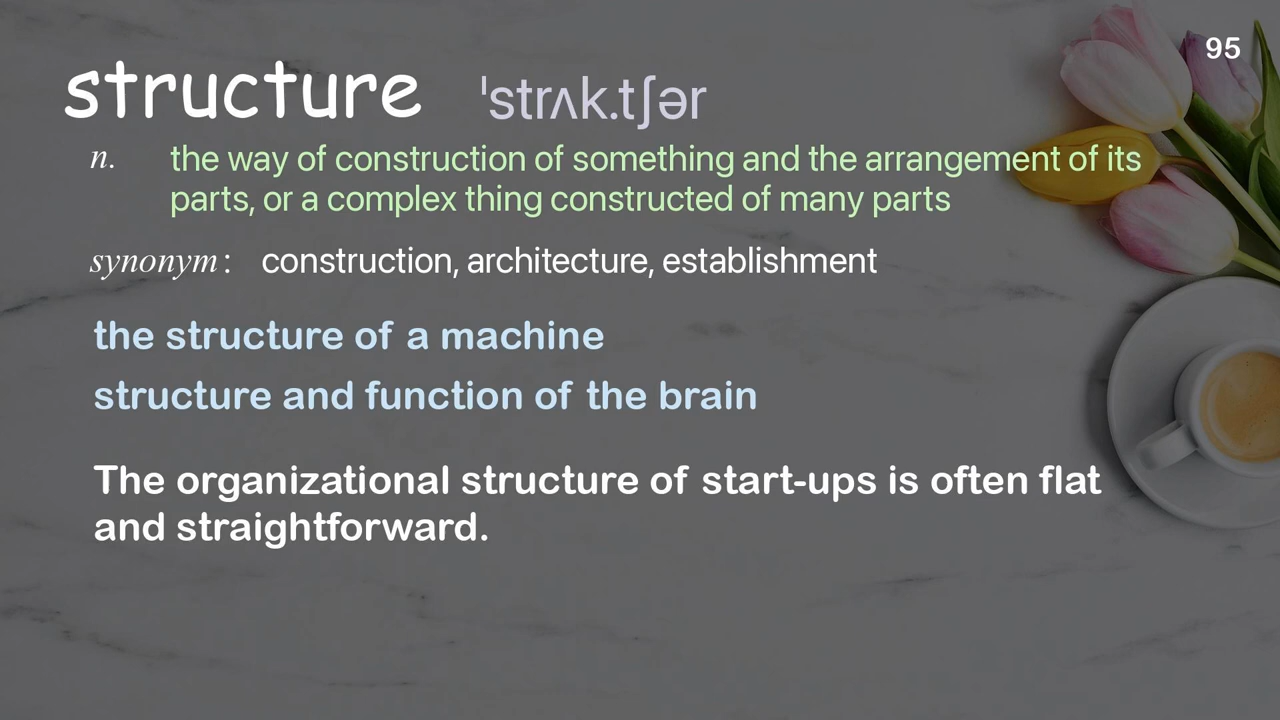 95
structure ˈstrʌk.tʃər
n. the way of construction of something and the arrangement of its
parts, or a complex thing constructed of many parts
synonym: construction, architecture, establishment
the structure of a machine
structure and function of the brain
The organizational structure of start-ups is often flat
and straightforward.